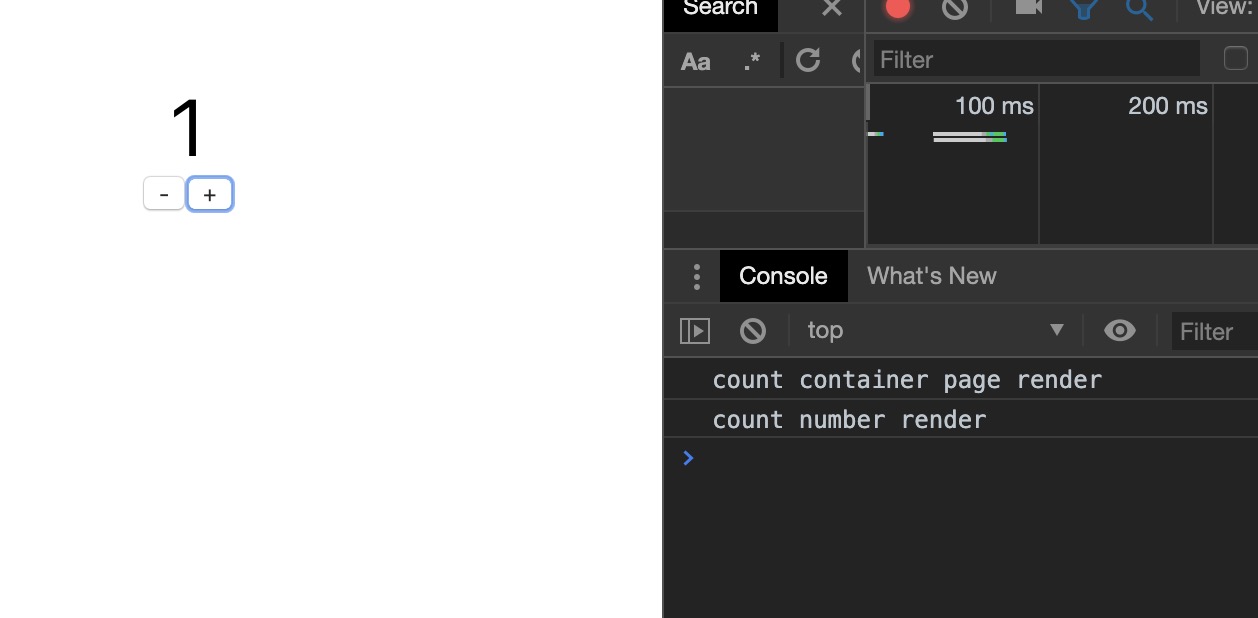 1
- +
Search
View:
Aa .*
Filter
100 ms 200 ms
Console What's New
top Filter
count container page render
count number render